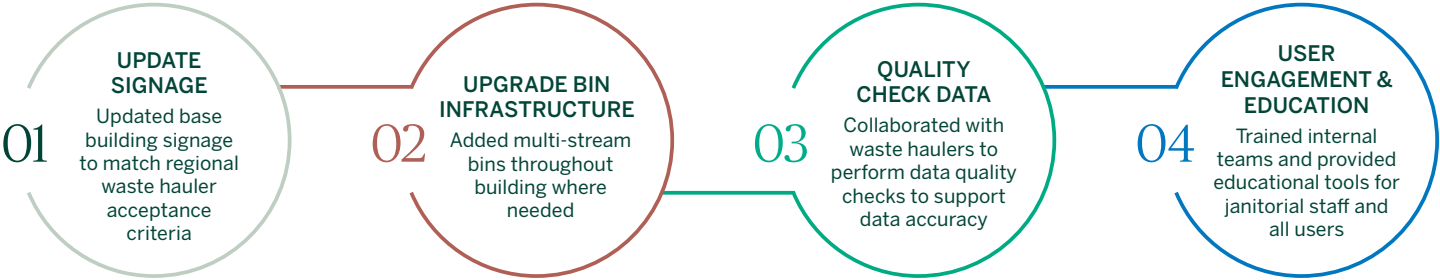 01
UPDATE
SIGNAGE
Updated base
building signage
to match regional
waste hauler
acceptance
criteria
02
UPGRADE BIN
INFRASTRUCTURE
Added multi-stream
bins throughout
building where
needed
03
QUALITY
CHECK DATA
Collaborated with
waste haulers to
perform data quality
checks to support
data accuracy
04
USER
ENGAGEMENT &
EDUCATION
Trained internal
teams and provided
educational tools for
janitorial staff and
all users